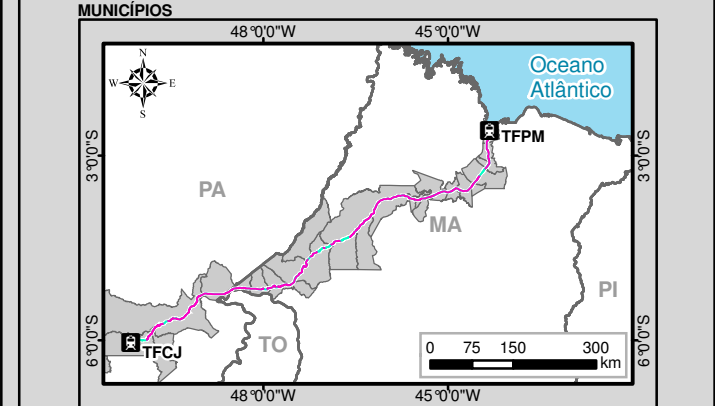 MUNICÍPIOS
48°0'0"W 45°0'0"W
N
W E
S
Oceano
Atlântico
TFPM
3°0'0"S 3°0'0"S
PA
MA
PI
TO
TFCJ
6°0'0"S 6°0'0"S
0 75 150 300
km
48°0'0"W 45°0'0"W